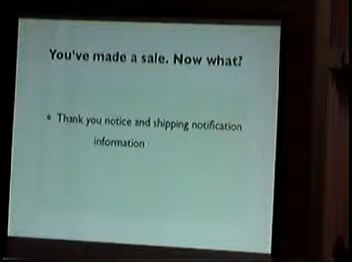 You've made a sale. Now what?
• Thank you notice and shipping notification
information